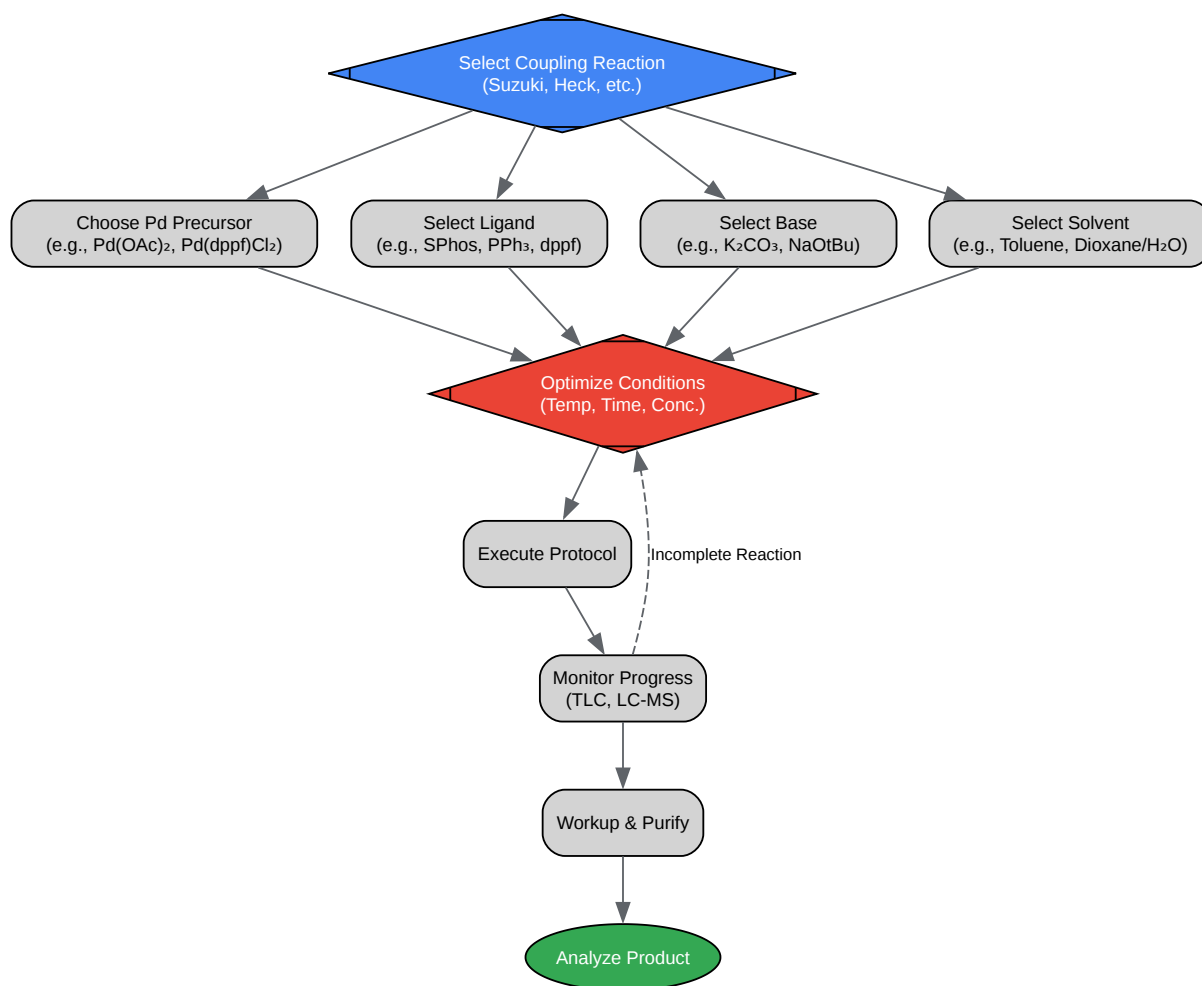 Select Coupling Reaction
(Suzuki, Heck, etc.)
Choose Pd Precursor
(e.g., Pd(OAc)₂, Pd(dppf)Cl₂)
Select Ligand
(e.g., SPhos, PPh₃, dppf)
Select Base
(e.g., K₂CO₃, NaOtBu)
Select Solvent
(e.g., Toluene, Dioxane/H₂O)
Optimize Conditions
(Temp, Time, Conc.)
Execute Protocol
Incomplete Reaction
Monitor Progress
(TLC, LC-MS)
Workup & Purify
Analyze Product